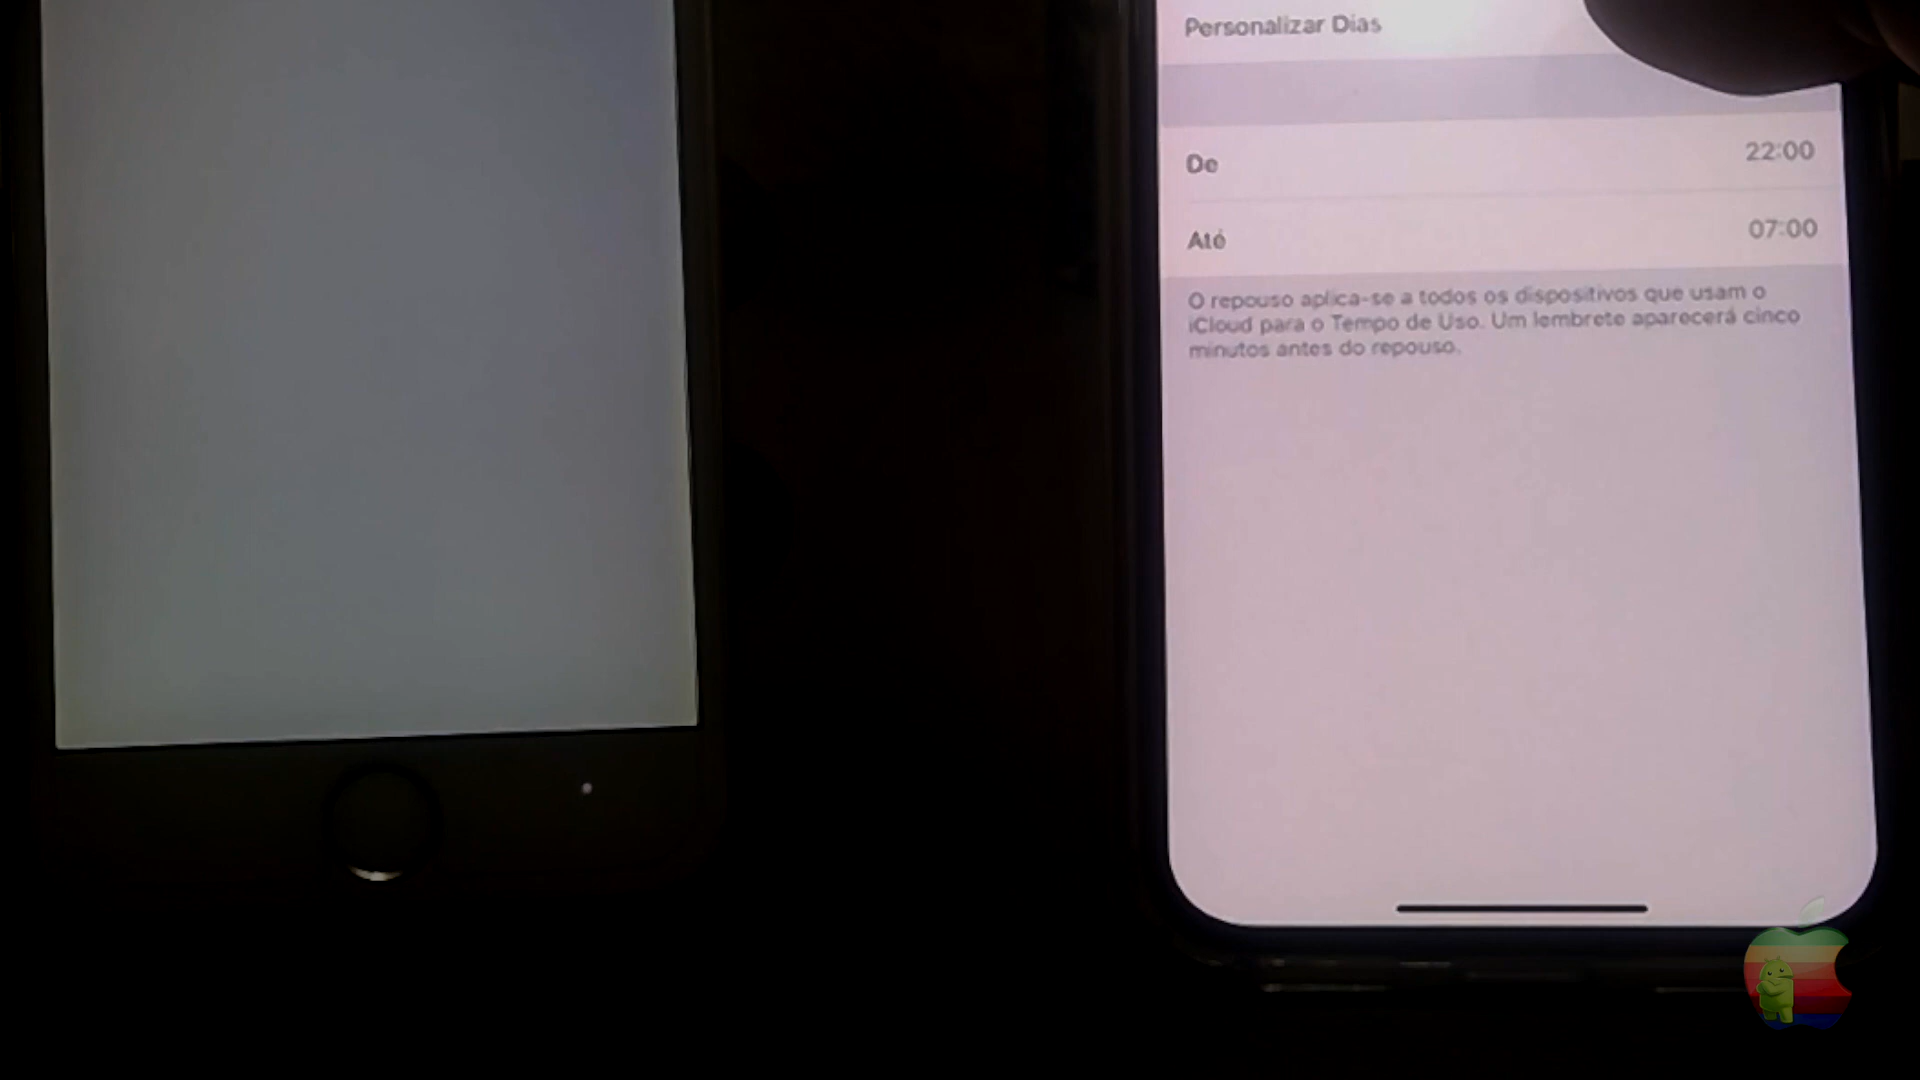 Personalizar Dias
De
22:00
Até
07:00
O repouso aplica-se a todos os dispositivos que usam o
iCloud para o Tempo de Uso. Um lembrete aparecerá cinco
minutos antes do repouso.